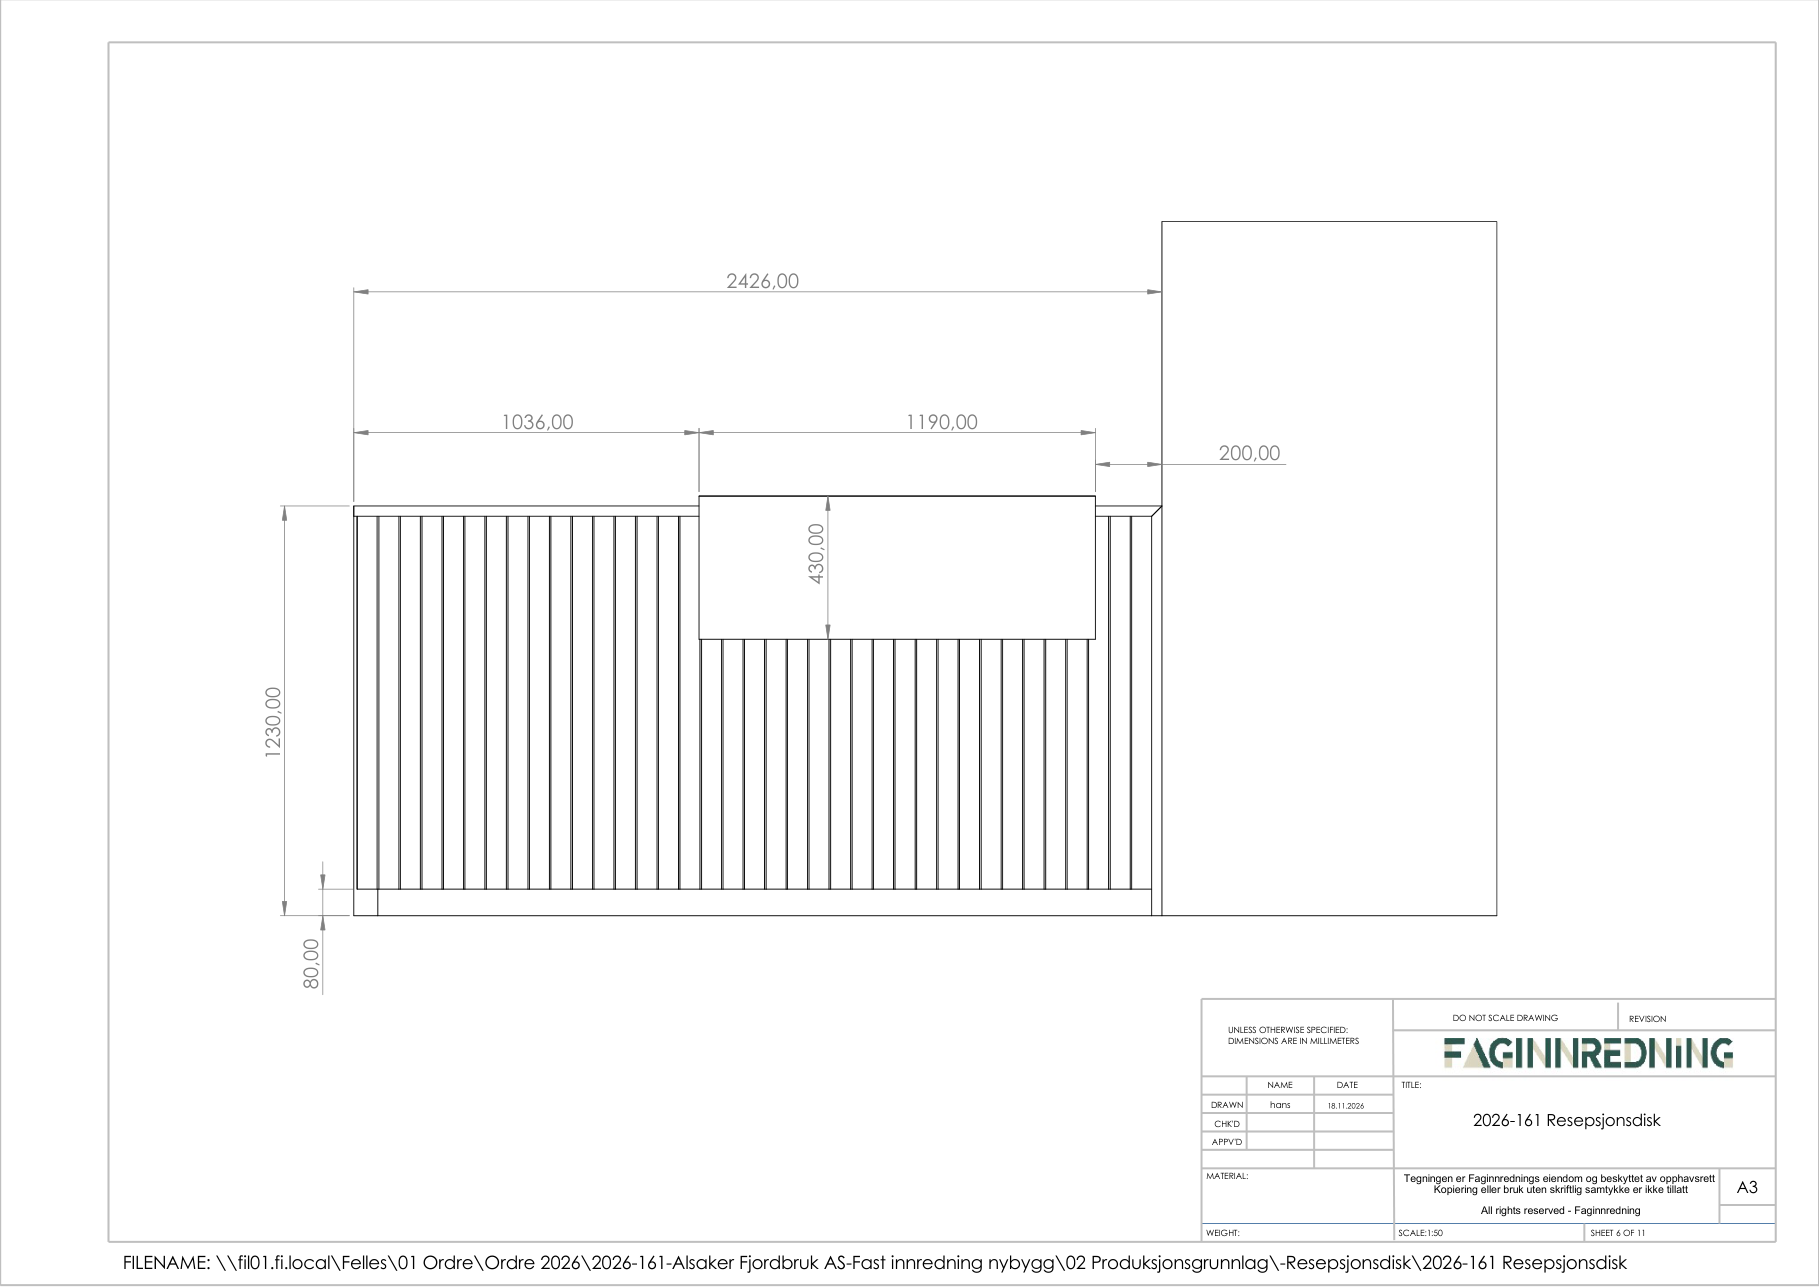 2426,00
1036,00
1190,00
200,00
430,00
1230,00
80,00
UNLESS OTHERWISE SPECIFIED:
DIMENSIONS ARE IN MILLIMETERS
DO NOT SCALE DRAWING
REVISION
FAGINNREDNING
NAME
DATE
TITLE:
DRAWN
hans
18.11.2026
2026-161 Resepsjonsdisk
CHK'D
APPV'D
MATERIAL:
Tegningen er Faginnrednings eiendom og beskyttet av opphavsrett
Kopiering eller bruk uten skriftlig samtykke er ikke tillatt
A3
All rights reserved - Faginnredning
WEIGHT:
SCALE:1:50
SHEET 6 OF 11
FILENAME: \\fil01.fi.local\Felles\01 Ordre\Ordre 2026\2026-161-Alsaker Fjordbruk AS-Fast innredning nybygg\02 Produksjonsgrunnlag\-Resepsjonsdisk\2026-161 Resepsjonsdisk